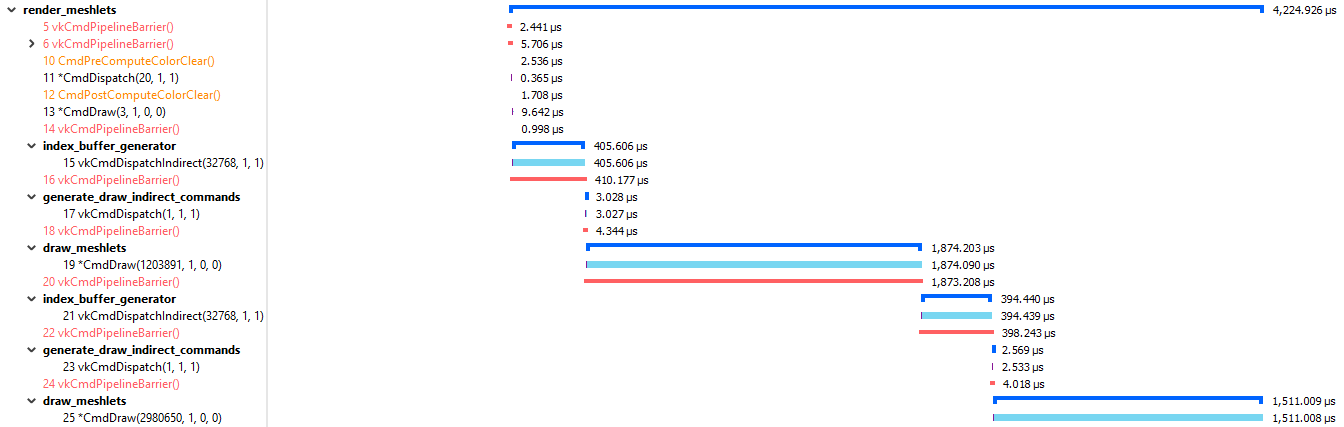 render_meshlets 4,224.926 µs
5 vkCmdPipelineBarrier() 2.441 µs
6 vkCmdPipelineBarrier() 5.706 µs
10 CmdPreComputeColorClear() 2.536 µs
11 *CmdDispatch(20, 1, 1) 0.365 µs
12 CmdPostComputeColorClear() 1.708 µs
13 *CmdDraw(3, 1, 0, 0) 9.642 µs
14 vkCmdPipelineBarrier() 0.998 µs
index_buffer_generator 405.606 µs
15 vkCmdDispatchIndirect(32768, 1, 1) 405.606 µs
16 vkCmdPipelineBarrier() 410.177 µs
generate_draw_indirect_commands 3.028 µs
17 vkCmdDispatch(1, 1, 1) 3.027 µs
18 vkCmdPipelineBarrier() 4.344 µs
draw_meshlets 1,874.203 µs
19 *CmdDraw(1203891, 1, 0, 0) 1,874.090 µs
20 vkCmdPipelineBarrier() 1,873.208 µs
index_buffer_generator 394.440 µs
21 vkCmdDispatchIndirect(32768, 1, 1) 394.439 µs
22 vkCmdPipelineBarrier() 398.243 µs
generate_draw_indirect_commands 2.569 µs
23 vkCmdDispatch(1, 1, 1) 2.533 µs
24 vkCmdPipelineBarrier() 4.018 µs
draw_meshlets 1,511.009 µs
25 *CmdDraw(2980650, 1, 0, 0) 1,511.008 µs